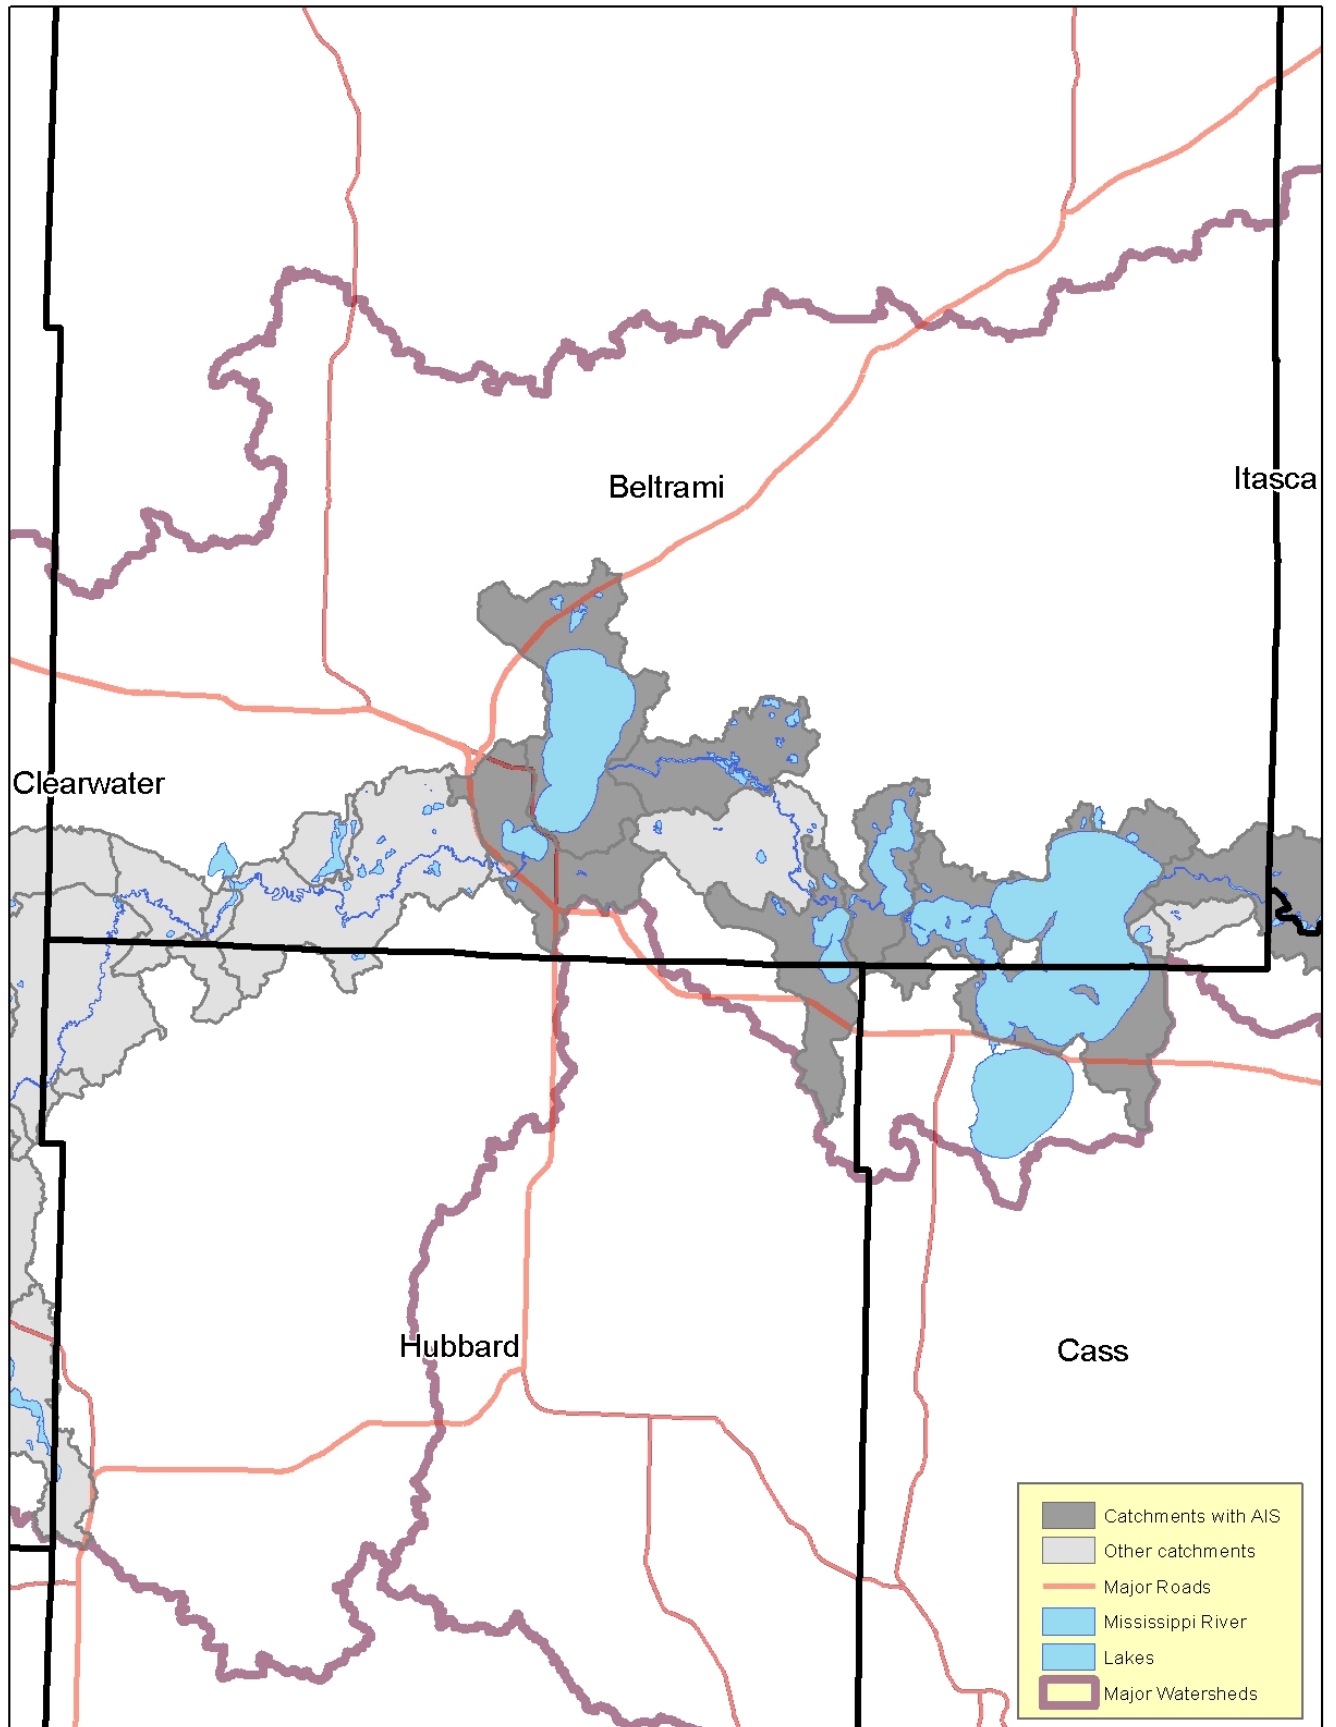 Beltrami
Itasca
Clearwater
Hubbard
Cass
Catchments with AIS
Other catchments
Major Roads
Mississippi River
Lakes
Major Watersheds